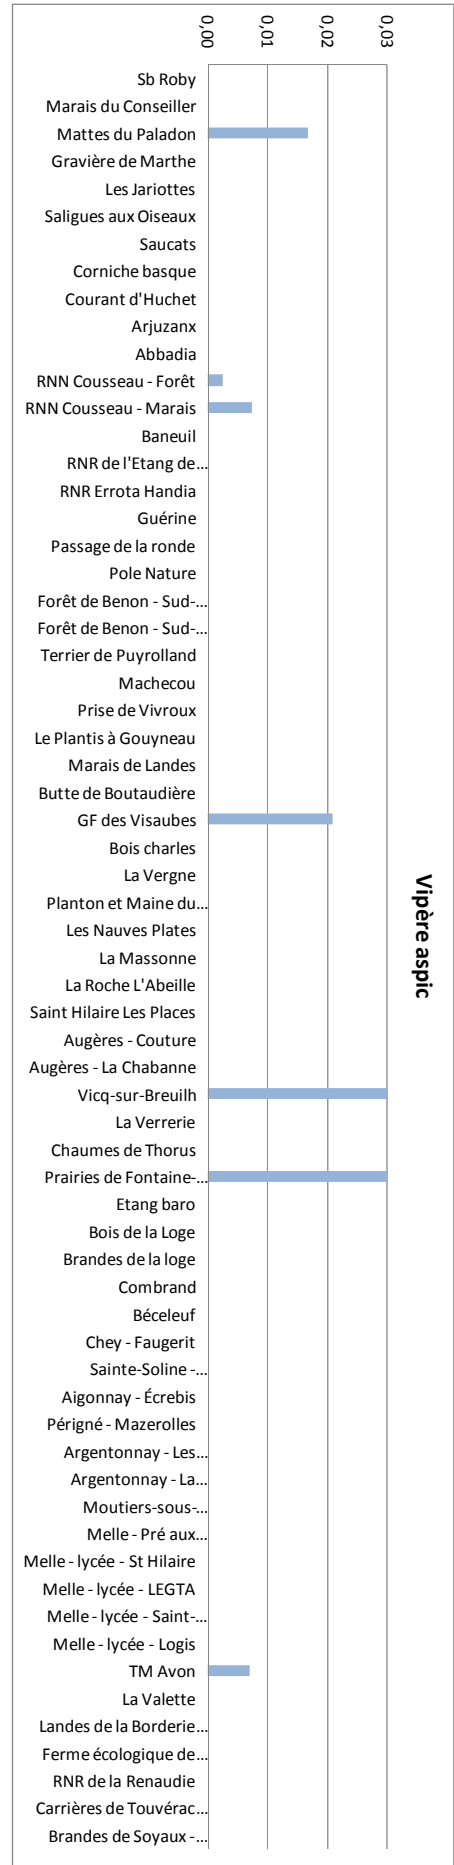 0,00
0,01
0,02
0,03
Sb Roby
Marais du Conseiller
Mattes du Paladon
Gravière de Marthe
Les Jariottes
Saligues aux Oiseaux
Saucats
Corniche basque
Courant d'Huchet
Arjuzanx
Abbadia
RNN Cousseau - Forêt
RNN Cousseau - Marais
Baneuil
RNR de l'Etang de...
RNR Errota Handia
Guérine
Passage de la ronde
Pole Nature
Forêt de Benon - Sud-...
Forêt de Benon - Sud-...
Terrier de Puyrolland
Machecou
Prise de Vivroux
Le Plantis à Gouyneau
Marais de Landes
Butte de Boutaudière
GF des Visaubes
Bois charles
La Vergne
Planton et Maine du...
Les Nauves Plates
La Massonne
La Roche L'Abeille
Saint Hilaire Les Places
Augères - Couture
Augères - La Chabanne
Vicq-sur-Breuilh
La Verrerie
Chaumes de Thorus
Prairies de Fontaine-...
Etang baro
Bois de la Loge
Brandes de la loge
Combrand
Béceleuf
Chey - Faugerit
Sainte-Soline -...
Aigonnay - Écrebis
Périgné - Mazerolles
Argentonnay - Les...
Argentonnay - La...
Moutiers-sous-...
Melle - Pré aux...
Melle - lycée - St Hilaire
Melle - lycée - LEGTA
Melle - lycée - Saint-...
Melle - lycée - Logis
TM Avon
La Valette
Landes de la Borderie...
Ferme écologique de...
RNR de la Renaudie
Carrières de Touvérac...
Brandes de Soyaux -...
Vipère aspic